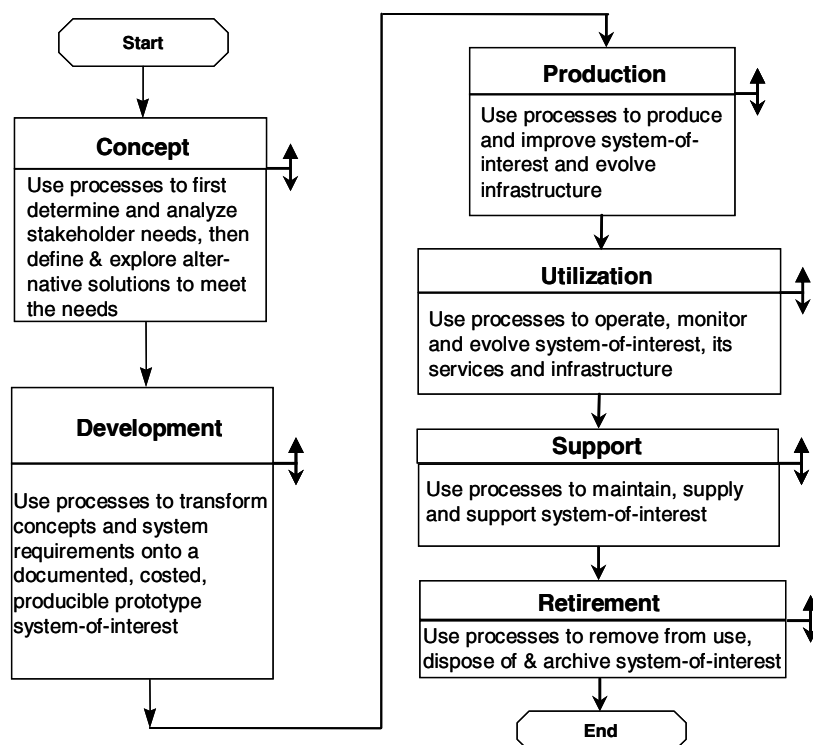 Start
Concept
Use processes to first
determine and analyze
stakeholder needs, then
define & explore alter-
native solutions to meet
the needs
Development
Use processes to transform
concepts and system
requirements onto a
documented, costed,
producible prototype
system-of-interest
Production
Use processes to produce
and improve system-of-
interest and evolve
infrastructure
Utilization
Use processes to operate, monitor
and evolve system-of-interest, its
services and infrastructure
Support
Use processes to maintain, supply
and support system-of-interest
Retirement
Use processes to remove from use,
dispose of & archive system-of-interest
End